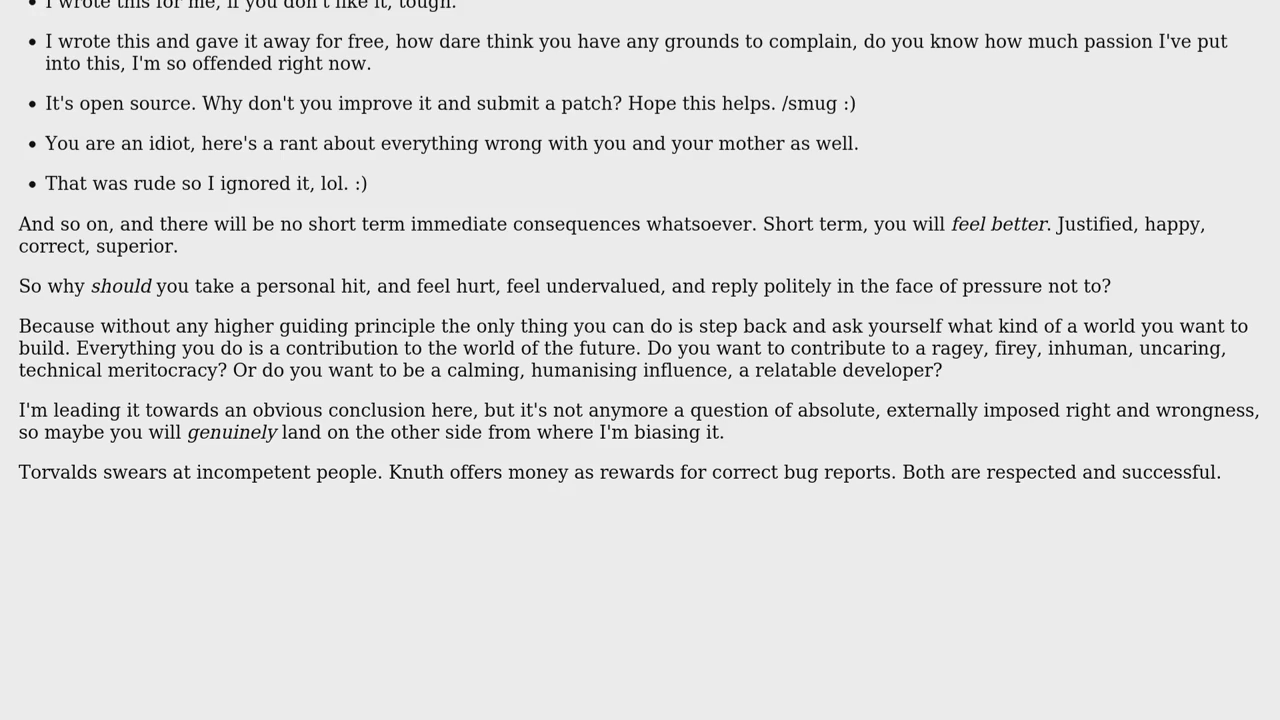 • I wrote this for me, if you don't like it, tough.
• I wrote this and gave it away for free, how dare think you have any grounds to complain, do you know how much passion I've put
into this, I'm so offended right now.
• It's open source. Why don't you improve it and submit a patch? Hope this helps. /smug :)
• You are an idiot, here's a rant about everything wrong with you and your mother as well.
• That was rude so I ignored it, lol. :)
And so on, and there will be no short term immediate consequences whatsoever. Short term, you will feel better. Justified, happy,
correct, superior.
So why should you take a personal hit, and feel hurt, feel undervalued, and reply politely in the face of pressure not to?
Because without any higher guiding principle the only thing you can do is step back and ask yourself what kind of a world you want to
build. Everything you do is a contribution to the world of the future. Do you want to contribute to a ragey, firey, inhuman, uncaring,
technical meritocracy? Or do you want to be a calming, humanising influence, a relatable developer?
I'm leading it towards an obvious conclusion here, but it's not anymore a question of absolute, externally imposed right and wrongness,
so maybe you will genuinely land on the other side from where I'm biasing it.
Torvalds swears at incompetent people. Knuth offers money as rewards for correct bug reports. Both are respected and successful.